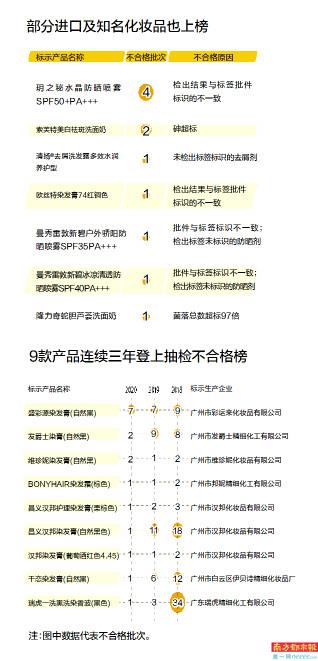 部分进口及知名化妆品也上榜
标示产品名称 不合格批次 不合格原因
玥之秘水晶防晒喷雾 4 检出结果与标签批件
SPF50+PA+++ 标识的不一致
索芙特美白祛斑洗面奶 2 砷超标
清扬®去屑洗发露多效水润 1 未检出标签标识的去屑剂
养护型
欧丝特染发膏74红铜色 1 检出结果与标签批件
标识的不一致
曼秀雷敦新碧户外骄阳防 1 批件与标签标识不一致;
晒喷雾SPF35PA+++ 检出标签未标识的防晒剂
曼秀雷敦新碧冰凉清透防 1 批件与标签标识不一致;
晒喷雾SPF40PA+++ 检出标签未标识的防晒剂
隆力奇蛇胆芦荟洗面奶 1 菌落总数超标97倍
9款产品连续三年登上抽检不合格榜
标示产品名称 2020 2019 2018 标示生产企业
盛彩源染发膏(自然黑) 7 7 9 广州市彩运来化妆品有限公司
友爵士染膏(自然黑) 2 9 8 广州市友爵士精细化工有限公司
维珍妮染发膏(自然黑) 2 1 2 广州市维珍妮化妆品有限公司
BONYHAIR染发霜(棕色) 1 1 2 广州市邦妮精细化工有限公司
昌义汉邦护理染发膏(栗棕色) 1 2 3 广州市汉邦化妆品有限公司
昌义汉邦染发膏(自然黑色) 1 11 18 广州市汉邦化妆品有限公司
汉邦染发膏(葡萄酒红色4.45) 1 1 2 广州市汉邦化妆品有限公司
千恋染发膏(自然黑) 1 6 12 广州市白云区伊贝诗精细化妆品厂
瑞虎一洗黑洗染香波(黑色) 1 3 34 广东瑞虎精细化工有限公司
注:图中数据代表不合格批次。
南方都市报